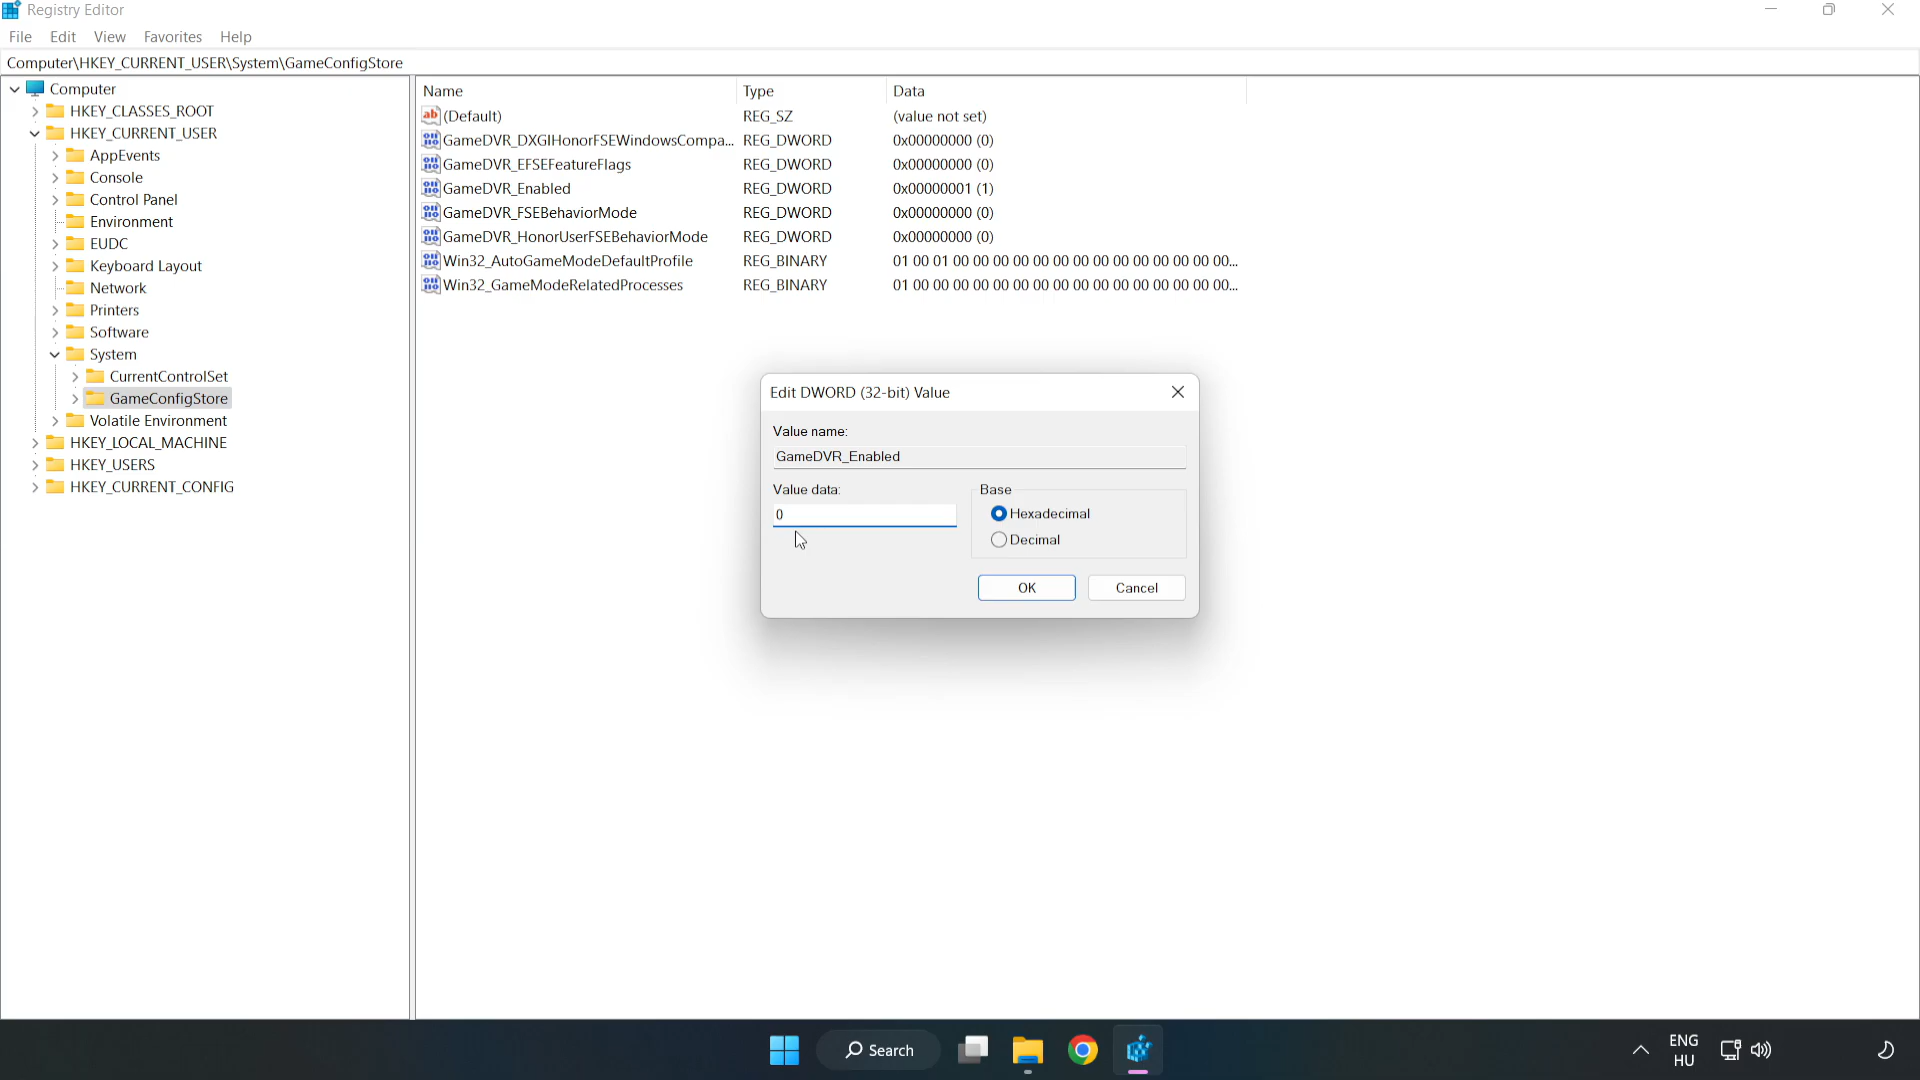 Registry Editor
File Edit View Favorites Help
Computer\HKEY_CURRENT_USER\System\GameConfigStore
Computer
HKEY_CLASSES_ROOT
HKEY_CURRENT_USER
AppEvents
Console
Control Panel
Environment
EUDC
Keyboard Layout
Network
Printers
Software
System
CurrentControlSet
GameConfigStore
Volatile Environment
HKEY_LOCAL_MACHINE
HKEY_USERS
HKEY_CURRENT_CONFIG
Name Type Data
(Default) REG_SZ (value not set)
GameDVR_DXGIHonorFSEWindowsCompa... REG_DWORD 0x00000000 (0)
GameDVR_EFSEFeatureFlags REG_DWORD 0x00000000 (0)
GameDVR_Enabled REG_DWORD 0x00000001 (1)
GameDVR_FSEBehaviorMode REG_DWORD 0x00000000 (0)
GameDVR_HonorUserFSEBehaviorMode REG_DWORD 0x00000000 (0)
Win32_AutoGameModeDefaultProfile REG_BINARY 01 00 01 00 00 00 00 00 00 00 00 00 00 00 00 00 00...
Win32_GameModeRelatedProcesses REG_BINARY 01 00 00 00 00 00 00 00 00 00 00 00 00 00 00 00 00...
Edit DWORD (32-bit) Value
Value name:
GameDVR_Enabled
Value data: Base
0 Hexadecimal
Decimal
OK Cancel
Search
ENG
HU